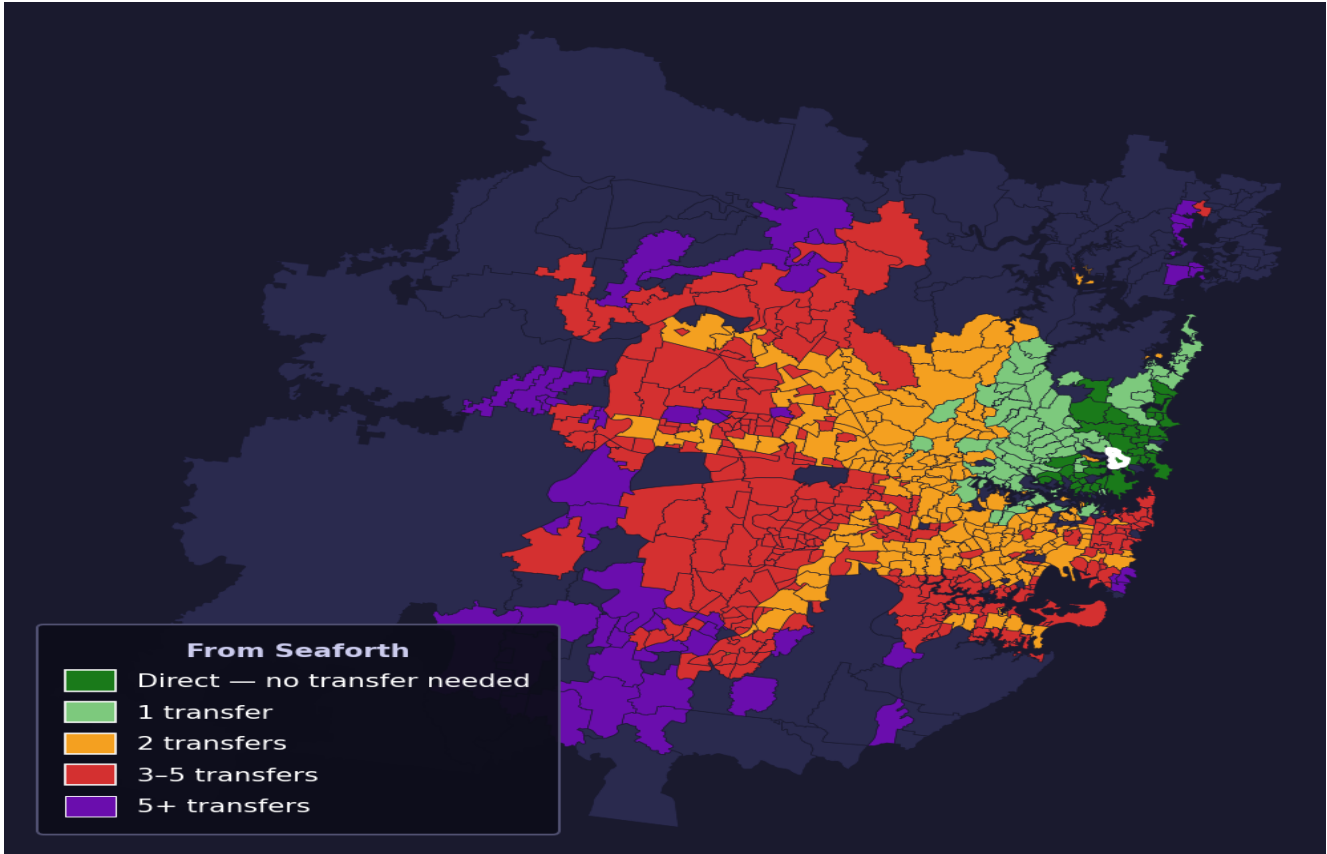 From Seaforth
Direct — no transfer needed
1 transfer
2 transfers
3–5 transfers
5+ transfers